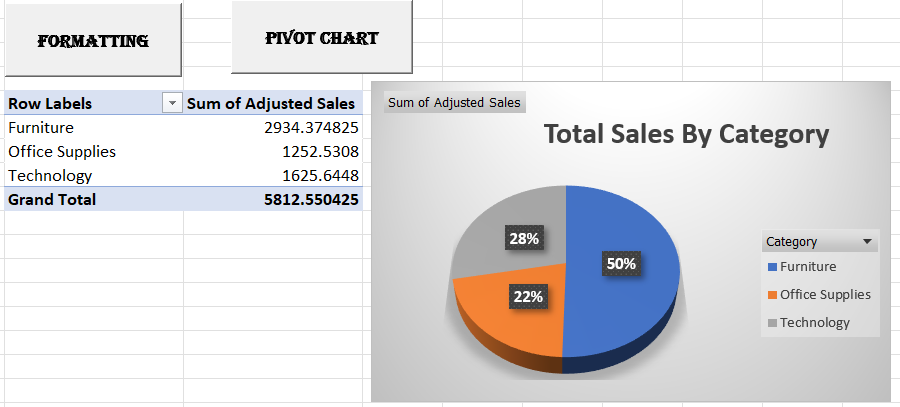 FORMATTING
PIVOT CHART
Row Labels Sum of Adjusted Sales
Furniture 2934.374825
Office Supplies 1252.5308
Technology 1625.6448
Grand Total 5812.550425
Sum of Adjusted Sales
Total Sales By Category
28%
50%
22%
Category
Furniture
Office Supplies
Technology